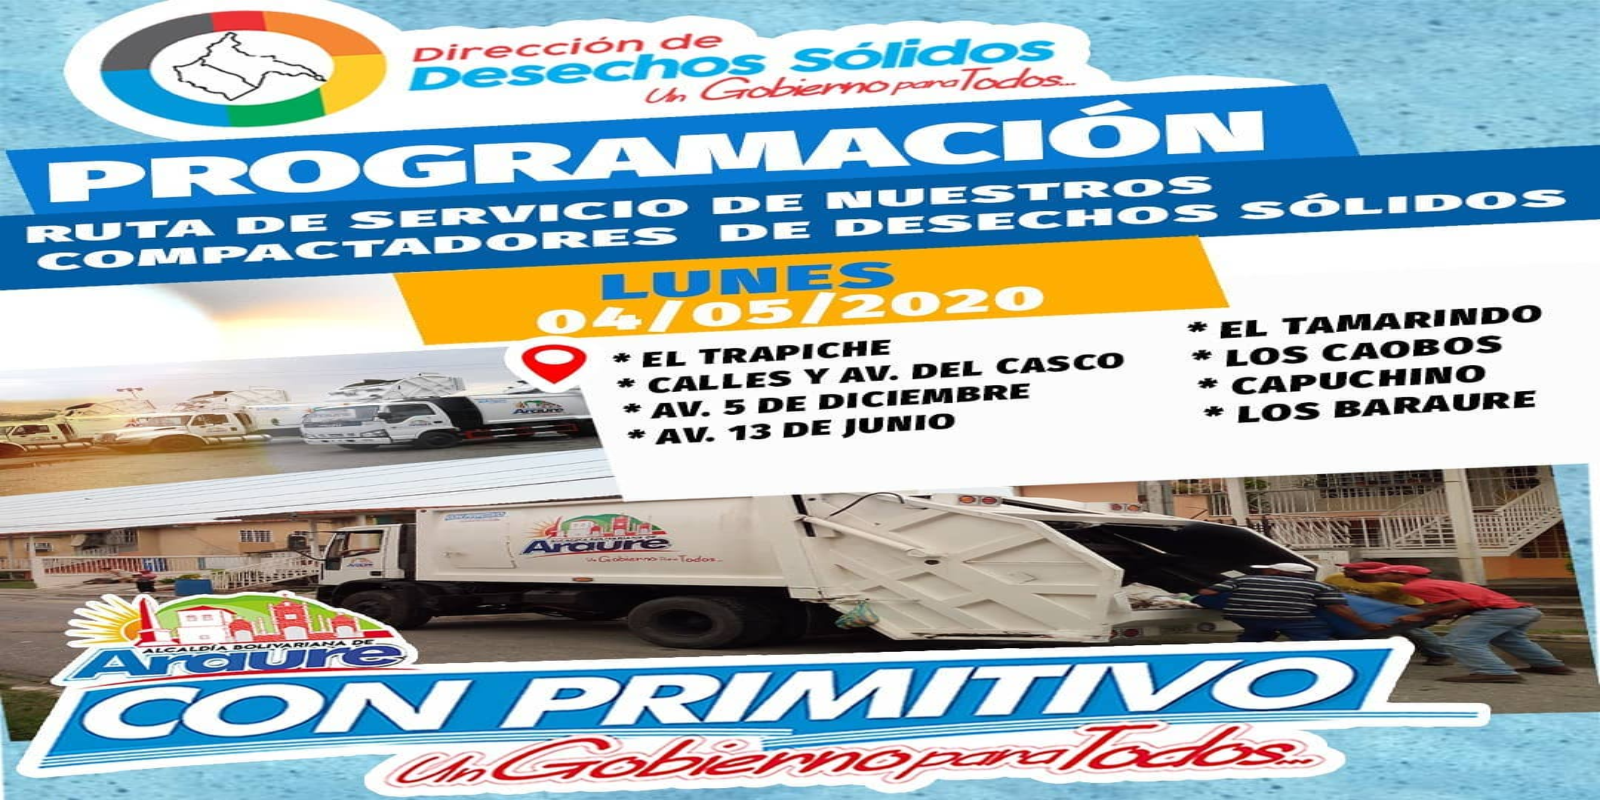 Dirección de
Desechos Sólidos
Un Gobierno para Todos...
PROGRAMACIÓN
RUTA DE SERVICIO DE NUESTROS
COMPACTADORES DE DESECHOS SÓLIDOS
LUNES
04/05/2020
* EL TRAPICHE
* CALLES Y AV. DEL CASCO
* AV. 5 DE DICIEMBRE
* AV. 13 DE JUNIO
* EL TAMARINDO
* LOS CAOBOS
* CAPUCHINO
* LOS BARAURE
Araure
Araure
Un Gobierno Para Todos...
ALCALDÍA BOLIVARIANA DE
Araure
CON PRIMITIVO
Un Gobierno para Todos...